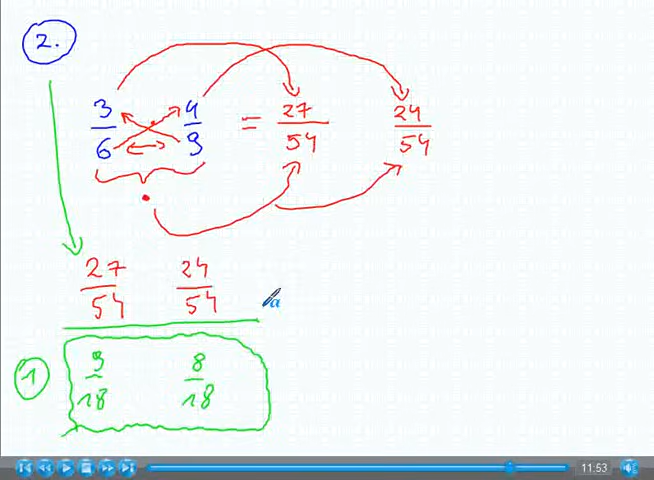 2.
3/6 4/9 = 27/54 24/54
27/54 24/54
1 9/18 8/18
11:53